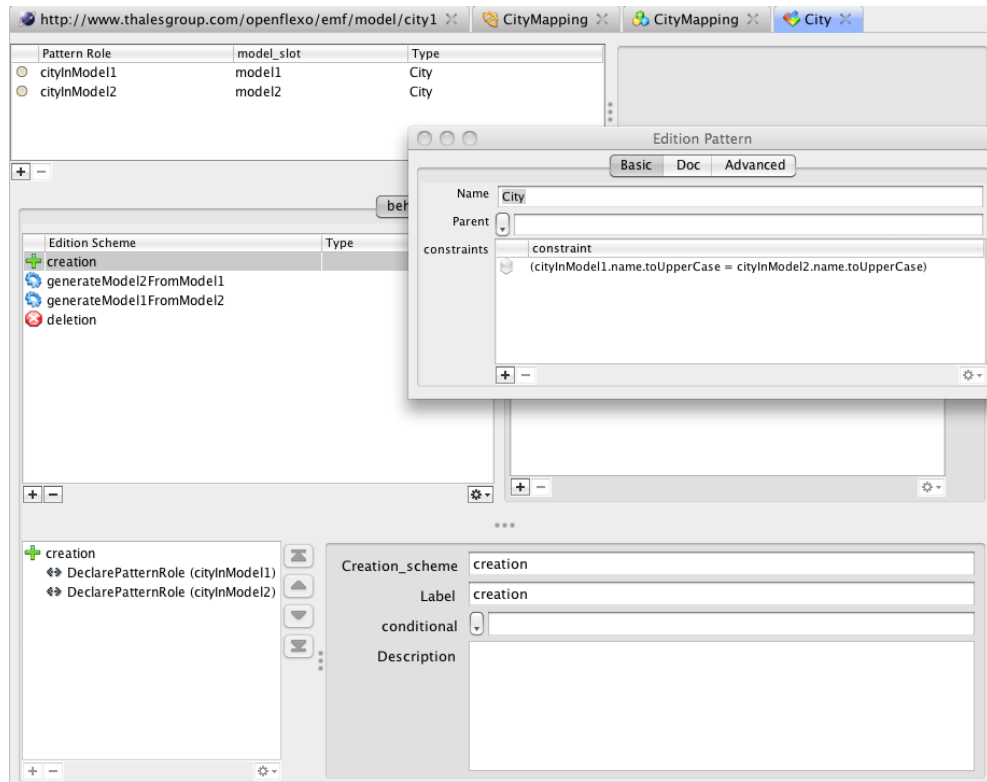 http://www.thalesgroup.com/openflexo/emf/model/city1 CityMapping CityMapping City
Pattern Role model_slot Type
cityInModel1 model1 City
cityInModel2 model2 City
Edition Pattern
Basic Doc Advanced
Name City
Parent
constraints constraint
(cityInModel1.name.toUpperCase = cityInModel2.name.toUpperCase)
beh
Edition Scheme Type
creation
generateModel2FromModel1
generateModel1FromModel2
deletion
creation
DeclarePatternRole (cityInModel1)
DeclarePatternRole (cityInModel2)
Creation_scheme creation
Label creation
conditional
Description